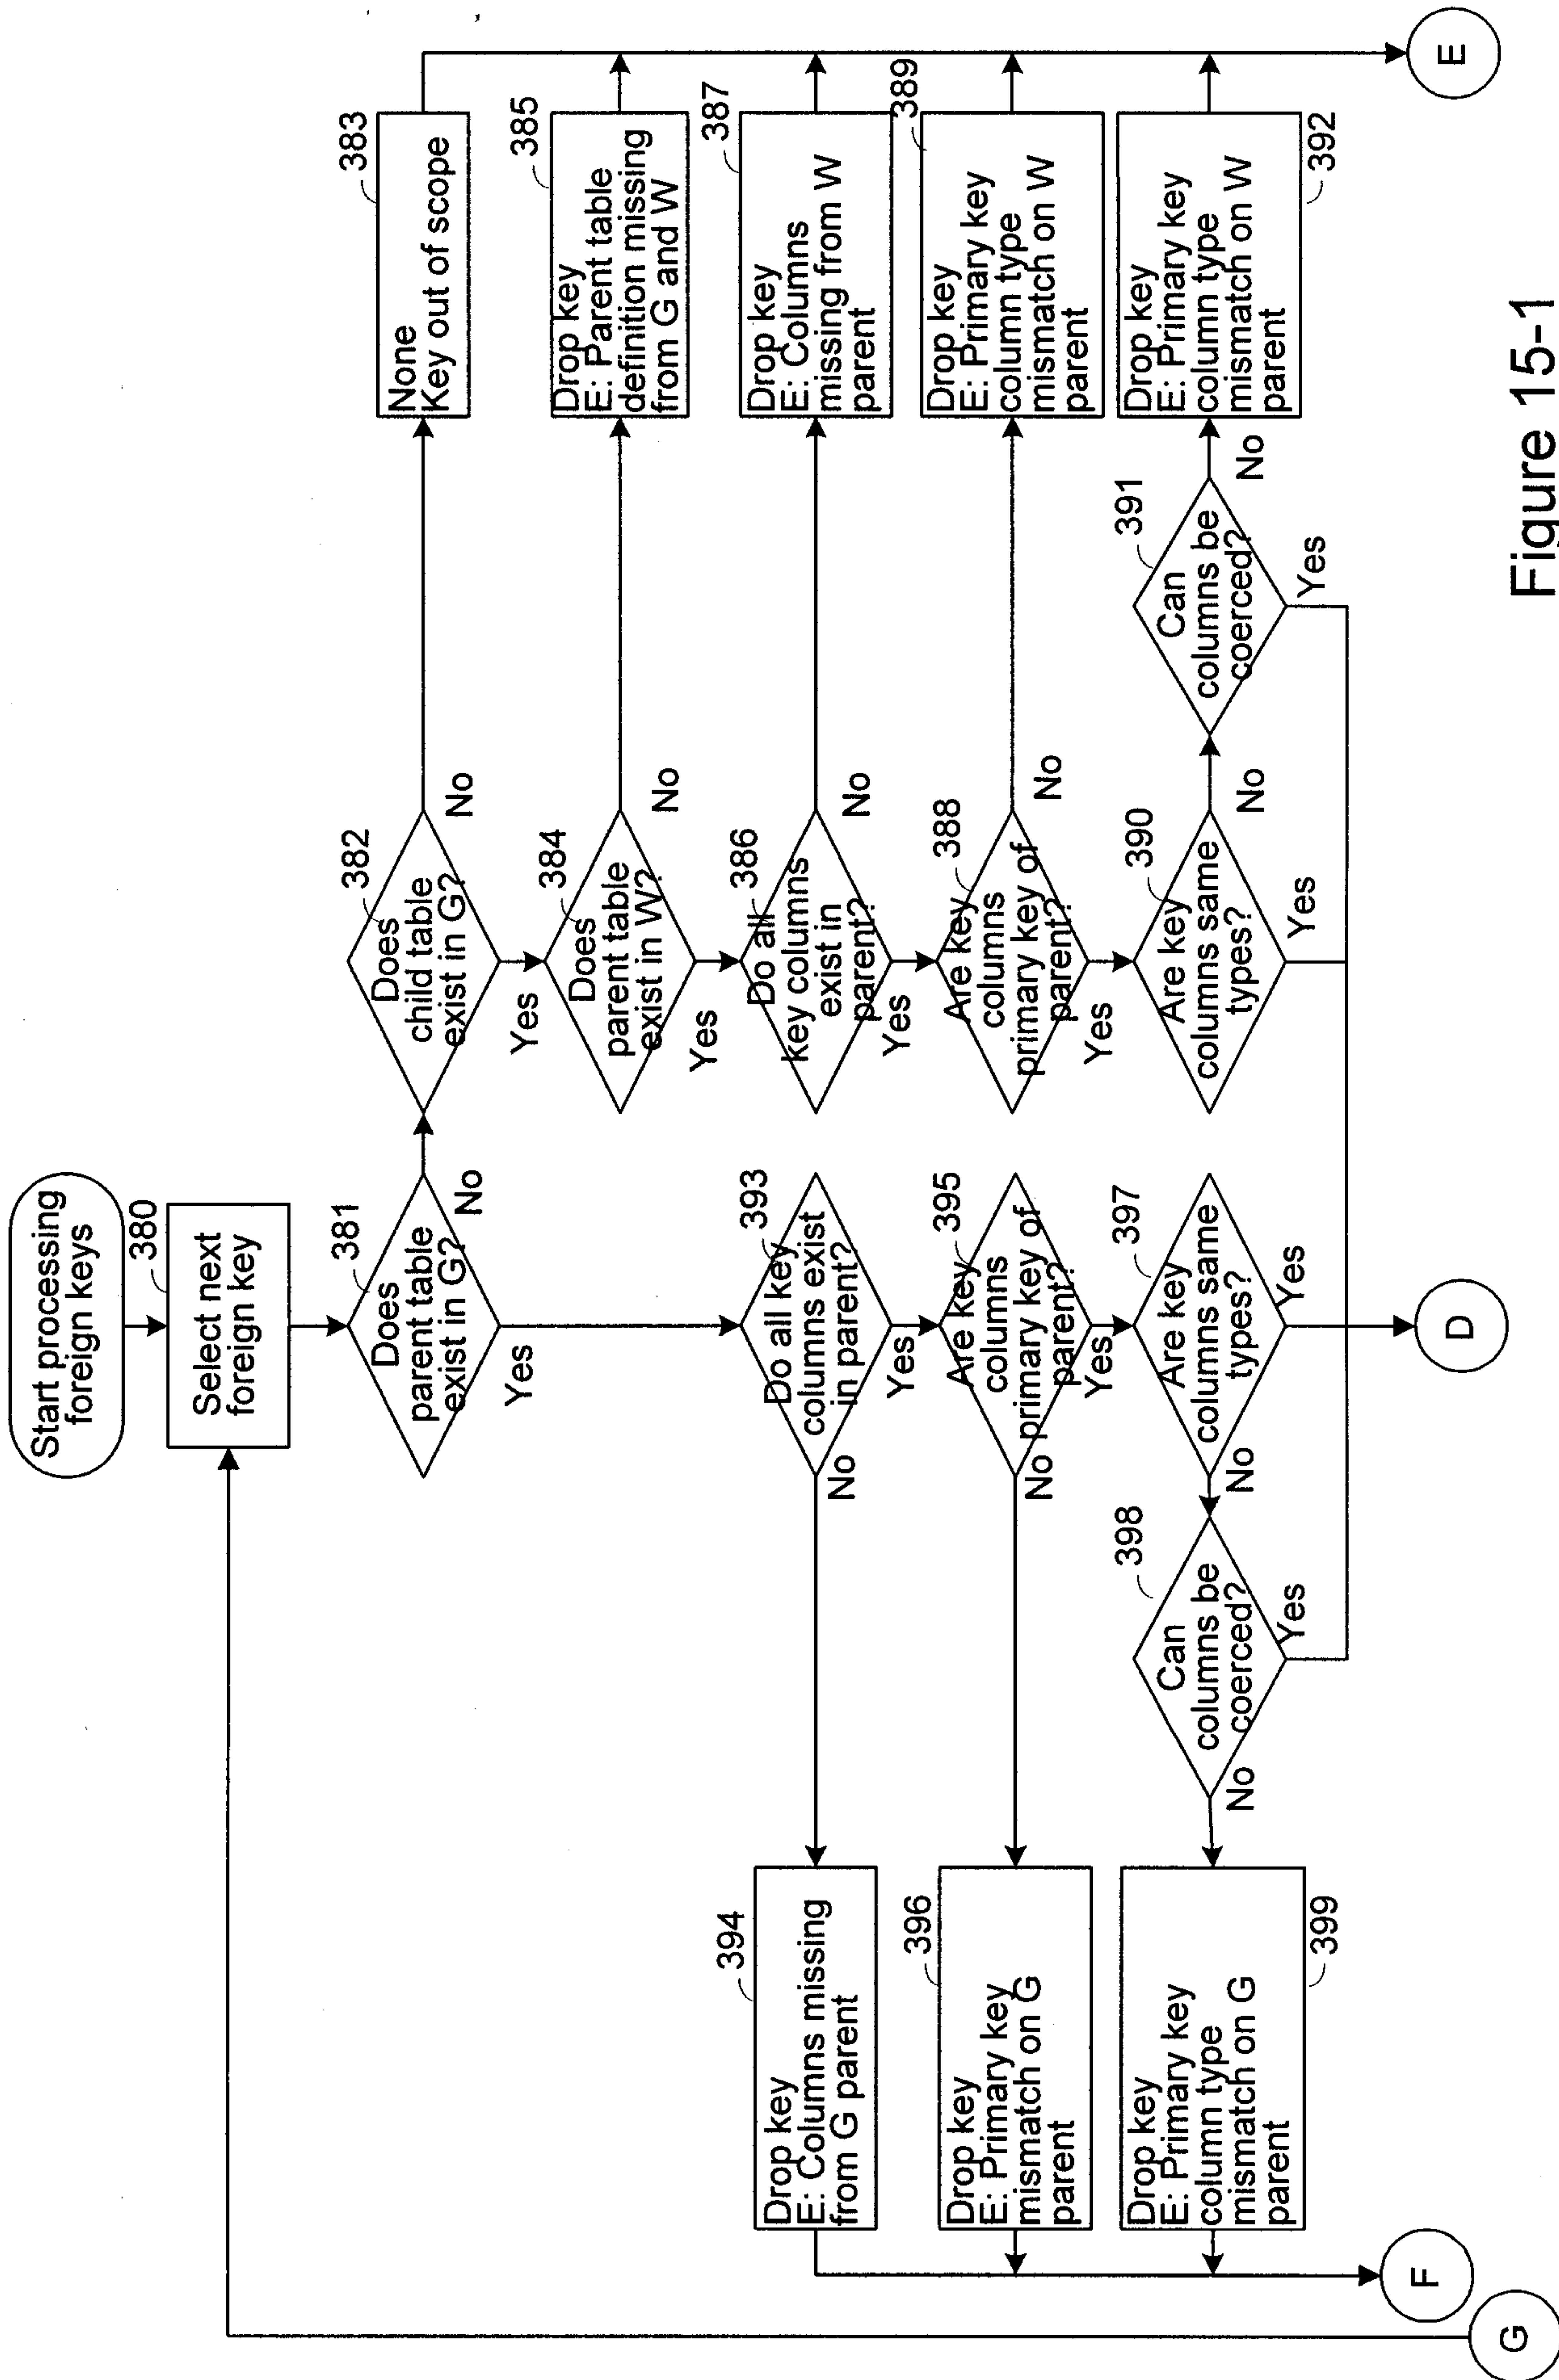 Start processing
foreign keys
380
Select next
foreign key
381
Does
parent table
exist in G?
No
Yes
382
Does
child table
exist in G?
No
Yes
383
None
Key out of scope
384
Does
parent table
exist in W?
No
Yes
385
Drop key
E: Parent table
definition missing
from G and W
386
Do all
key columns
exist in
parent?
No
Yes
387
Drop key
E: Columns
missing from W
parent
388
Are key
columns
primary key of
parent?
No
Yes
389
Drop key
E: Primary key
column type
mismatch on W
parent
390
Are key
columns same
types?
No
Yes
391
Can
columns be
coerced?
No
Yes
392
Drop key
E: Primary key
column type
mismatch on W
parent
393
Do all key
columns exist
in parent?
No
Yes
394
Drop key
E: Columns missing
from G parent
395
Are key
columns
primary key of
parent?
No
Yes
396
Drop key
E: Primary key
mismatch on G
parent
397
Are key
columns same
types?
No
Yes
398
Can
columns be
coerced?
No
Yes
399
Drop key
E: Primary key
column type
mismatch on G
parent
G
F
D
E
Figure 15-1